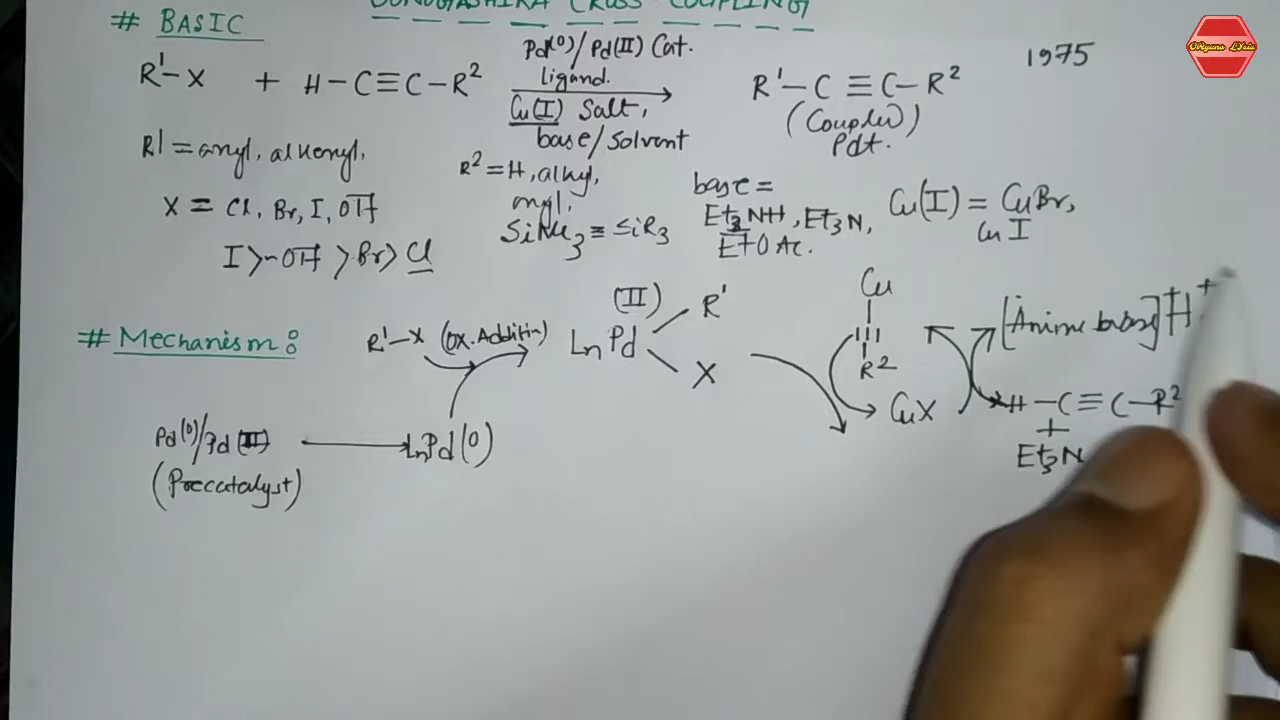 SONOGASHIRA CROSS-COUPLING
# BASIC
R¹-X + H-C≡C-R²
Pd(0)/Pd(II) Cat.
ligand.
Cu(I) Salt,
base/Solvent
R¹-C≡C-R²
(Coupled)
Pdt.
1975
R¹ = aryl, alkenyl.
X = Cl, Br, I, OTf
I > -OTf > Br > Cl
R² = H, alkyl,
aryl,
SiMe3 ≡ SiR3
base =
Et2NH, Et3N,
EtOAc.
Cu(I) = CuBr,
CuI
# Mechanism:
R¹-X (OX. Addition)
(II)
LnPd
R¹
X
Cu
R²
CuX
[Amine base] H+
H-C≡C-R²
+
Et3N
Pd(0)/Pd(II)
(Precatalyst)
LnPd(0)